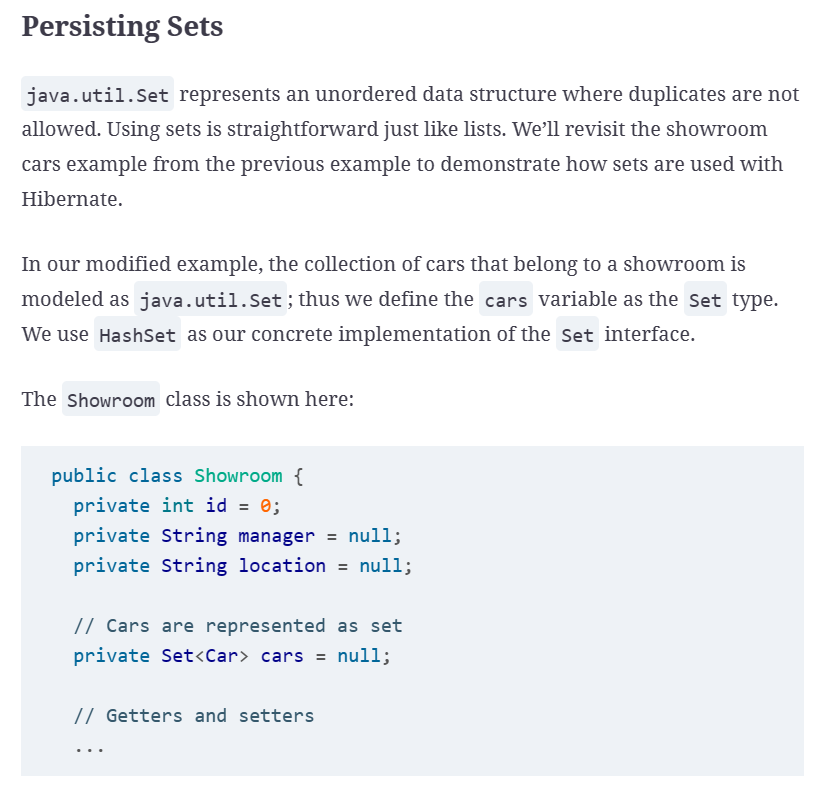 Persisting Sets
java.util.Set represents an unordered data structure where duplicates are not
allowed. Using sets is straightforward just like lists. We’ll revisit the showroom
cars example from the previous example to demonstrate how sets are used with
Hibernate.
In our modified example, the collection of cars that belong to a showroom is
modeled as java.util.Set; thus we define the cars variable as the Set type.
We use HashSet as our concrete implementation of the Set interface.
The Showroom class is shown here:
public class Showroom {
  private int id = 0;
  private String manager = null;
  private String location = null;
  // Cars are represented as set
  private Set<Car> cars = null;
  // Getters and setters
  ...